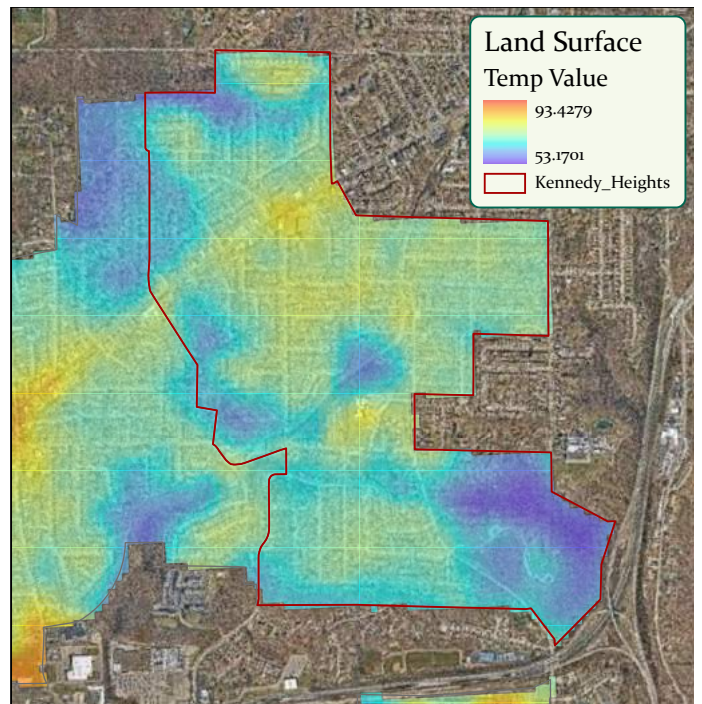 Land Surface
Temp Value
93.4279
53.1701
Kennedy_Heights